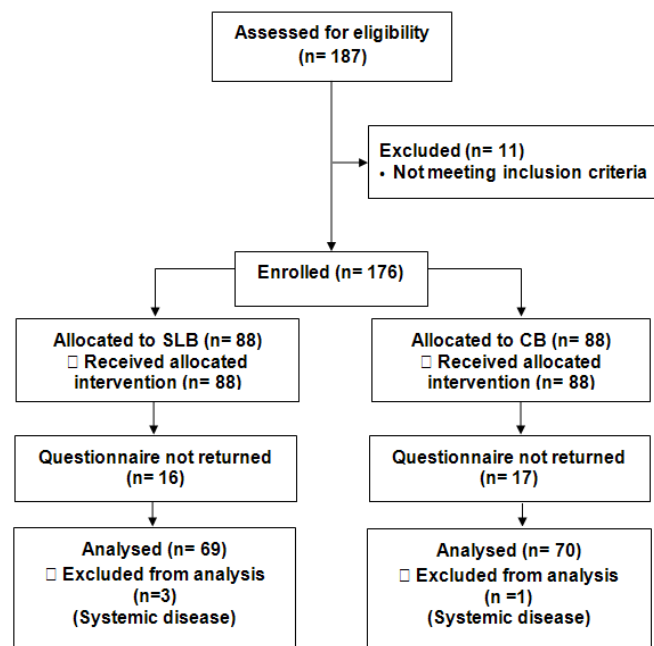 Assessed for eligibility
(n= 187)
Excluded (n= 11)
• Not meeting inclusion criteria
Enrolled (n= 176)
Allocated to SLB (n= 88)
□ Received allocated
intervention (n= 88)
Allocated to CB (n= 88)
□ Received allocated
intervention (n= 88)
Questionnaire not returned
(n= 16)
Questionnaire not returned
(n= 17)
Analysed (n= 69)
□ Excluded from analysis
(n=3)
(Systemic disease)
Analysed (n= 70)
□ Excluded from analysis
(n =1)
(Systemic disease)